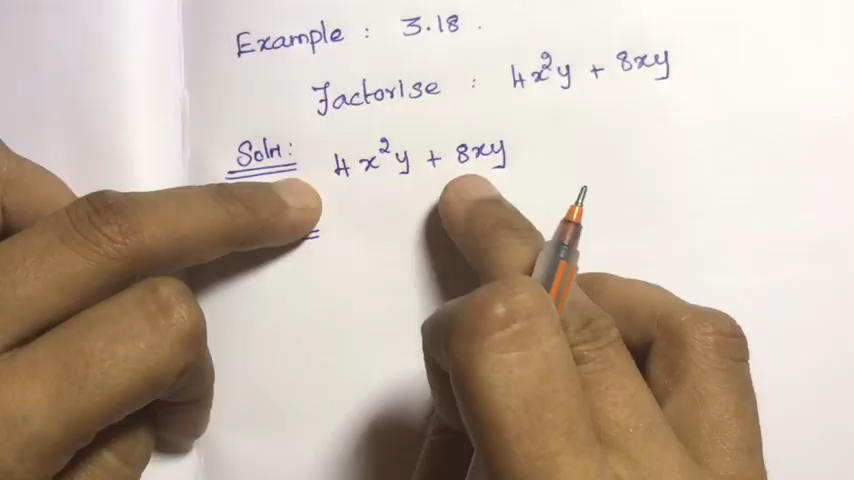 Example : 3.18.
Factorise : 4x²y + 8xy
Soln: 4x²y + 8xy